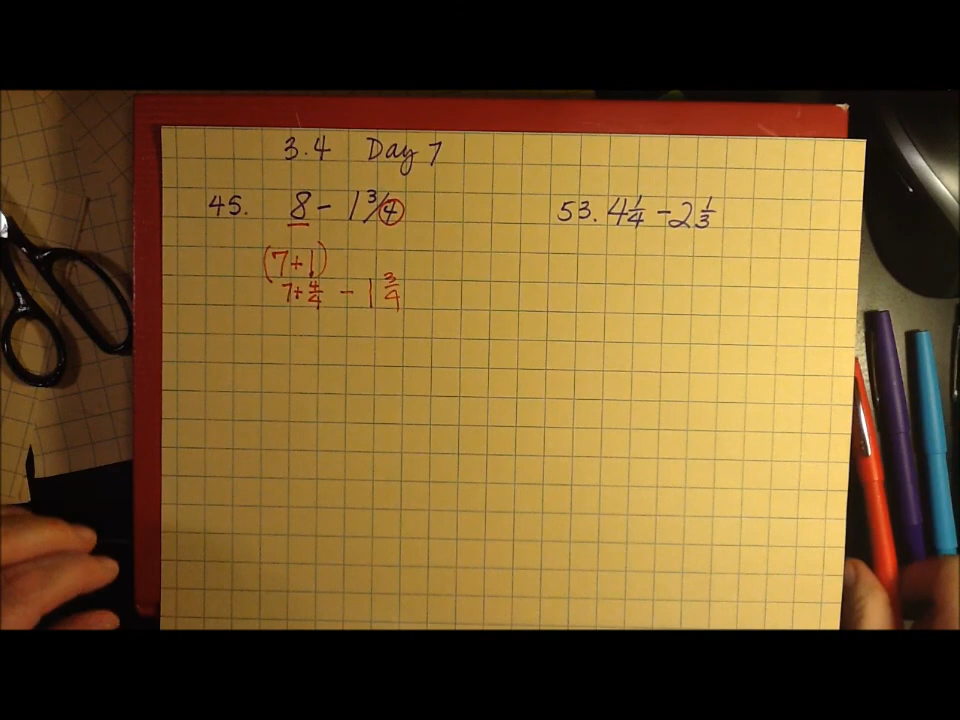 3.4 Day 7
45. 8 - 1 3/4
53. 4 1/4 - 2 1/3
(7+1)
7+ 4/4 - 1 3/4